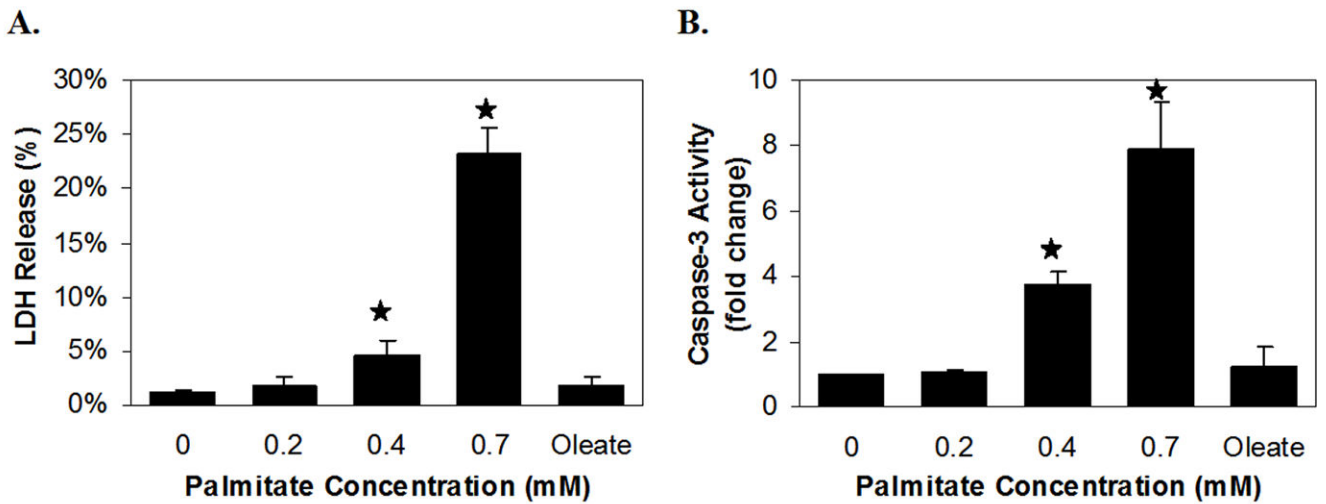 A.
30%
25%
20%
15%
10%
5%
0%
LDH Release (%)
★
★
0 0.2 0.4 0.7 Oleate
Palmitate Concentration (mM)
B.
10
8
6
4
2
0
Caspase-3 Activity
(fold change)
★
★
0 0.2 0.4 0.7 Oleate
Palmitate Concentration (mM)